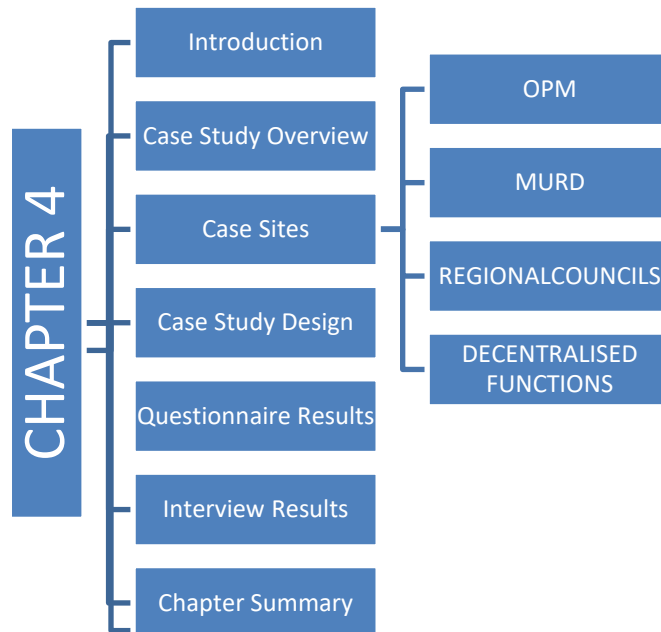 CHAPTER 4
Introduction
Case Study Overview
Case Sites
Case Study Design
Questionnaire Results
Interview Results
Chapter Summary
OPM
MURD
REGIONALCOUNCILS
DECENTRALISED
FUNCTIONS